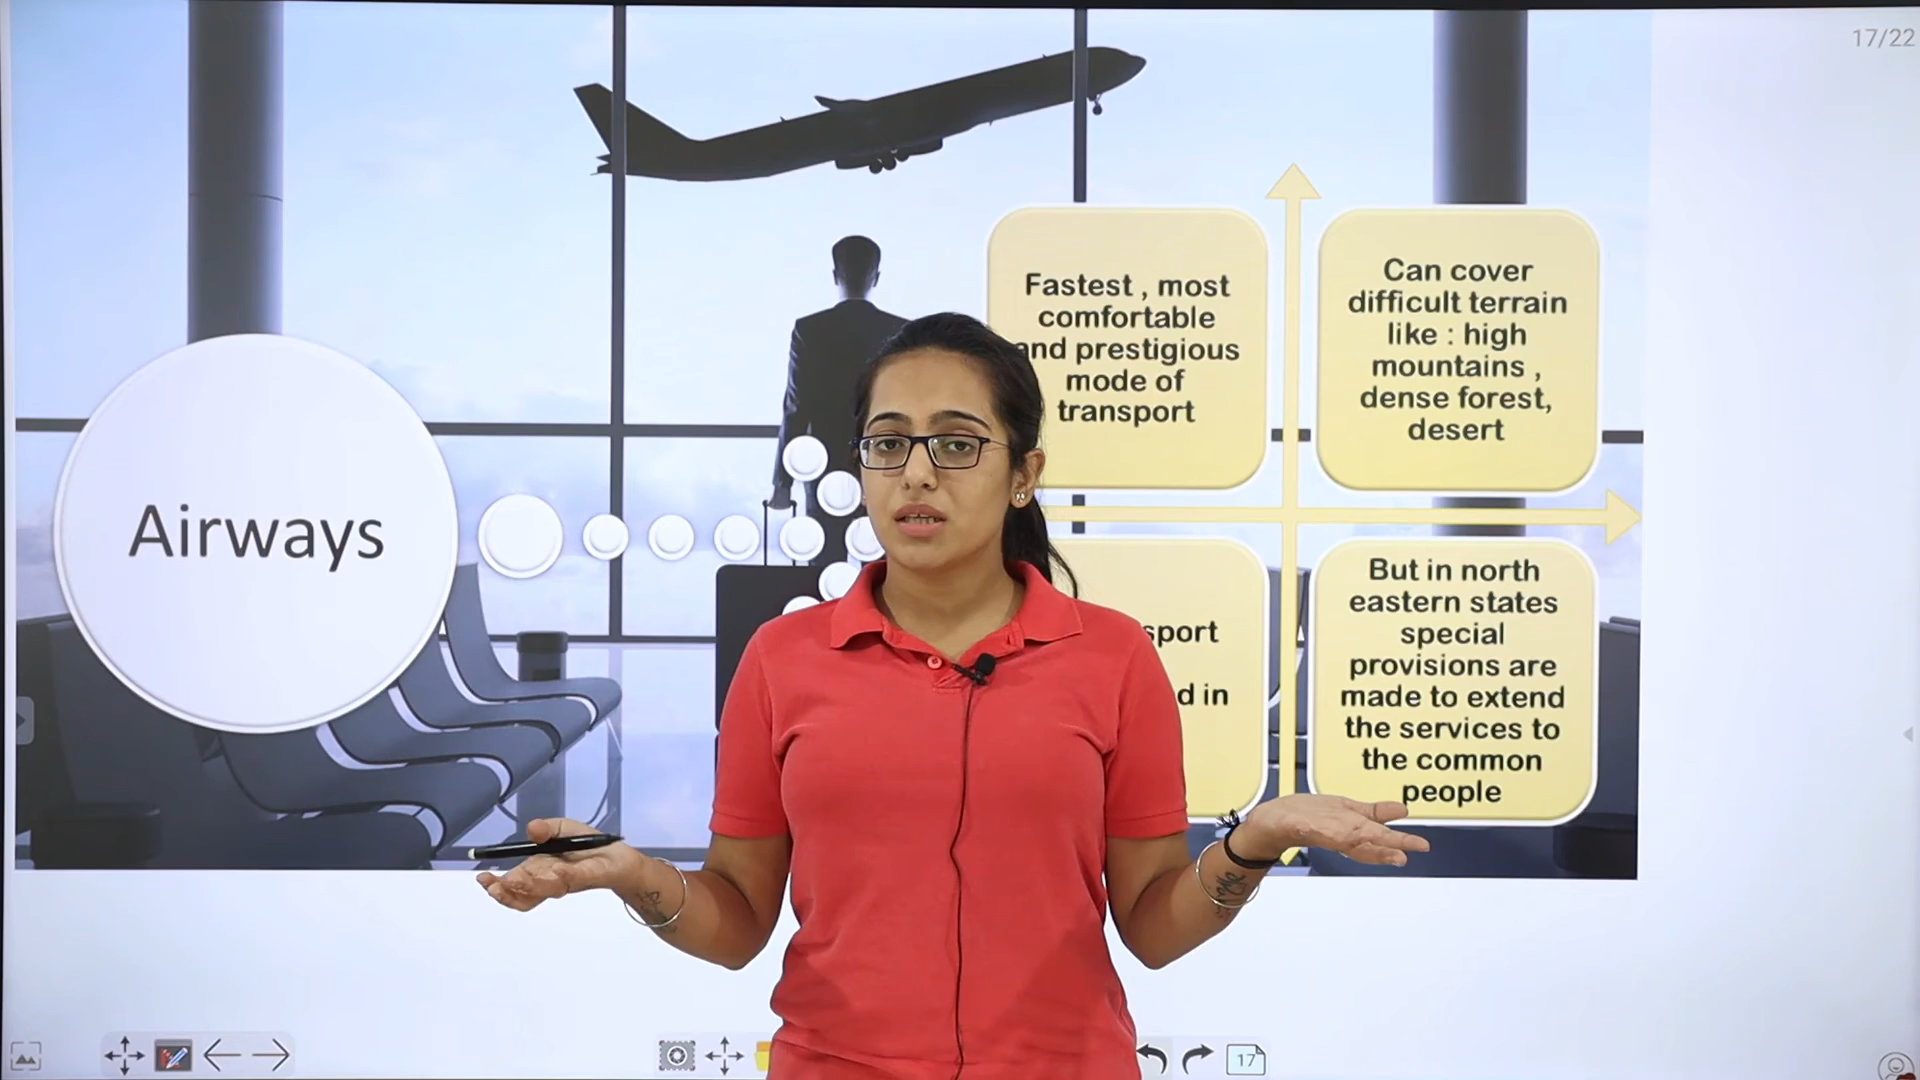 17/22
Airways
Fastest , most
comfortable
and prestigious
mode of
transport
Can cover
difficult terrain
like : high
mountains ,
dense forest,
desert
d in
But in north
eastern states
special
provisions are
made to extend
the services to
the common
people
17